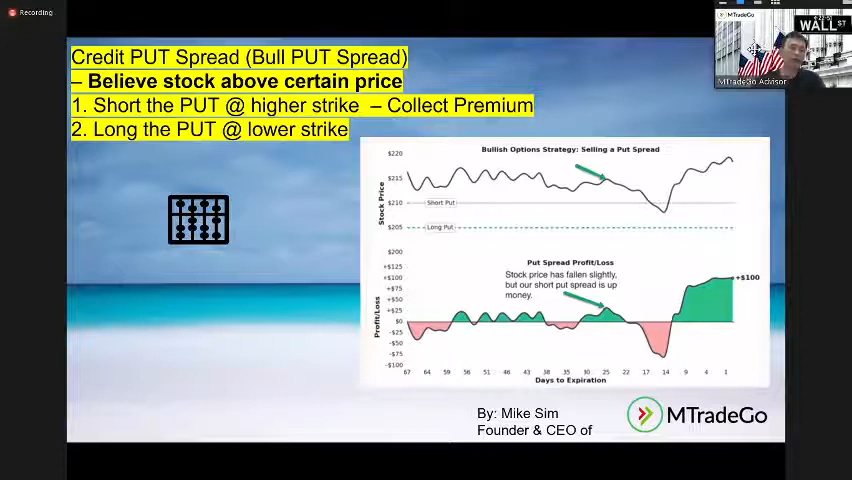 Recording
MTradeGo
WALL ST
MTradeGo Advisor
Credit PUT Spread (Bull PUT Spread)
– Believe stock above certain price
1. Short the PUT @ higher strike – Collect Premium
2. Long the PUT @ lower strike
Bullish Options Strategy: Selling a Put Spread
$220
$215
$210
$205
$200
Stock Price
Short Put
Long Put
Put Spread Profit/Loss
+$125
+$100
+$75
+$50
+$25
$0
-$25
-$50
-$75
-$100
Profit/Loss
Stock price has fallen slightly,
but our short put spread is up
money.
+$100
67 64 59 56 51 46 43 38 35 30 25 22 17 14 9 4 1
Days to Expiration
By: Mike Sim
Founder & CEO of
MTradeGo